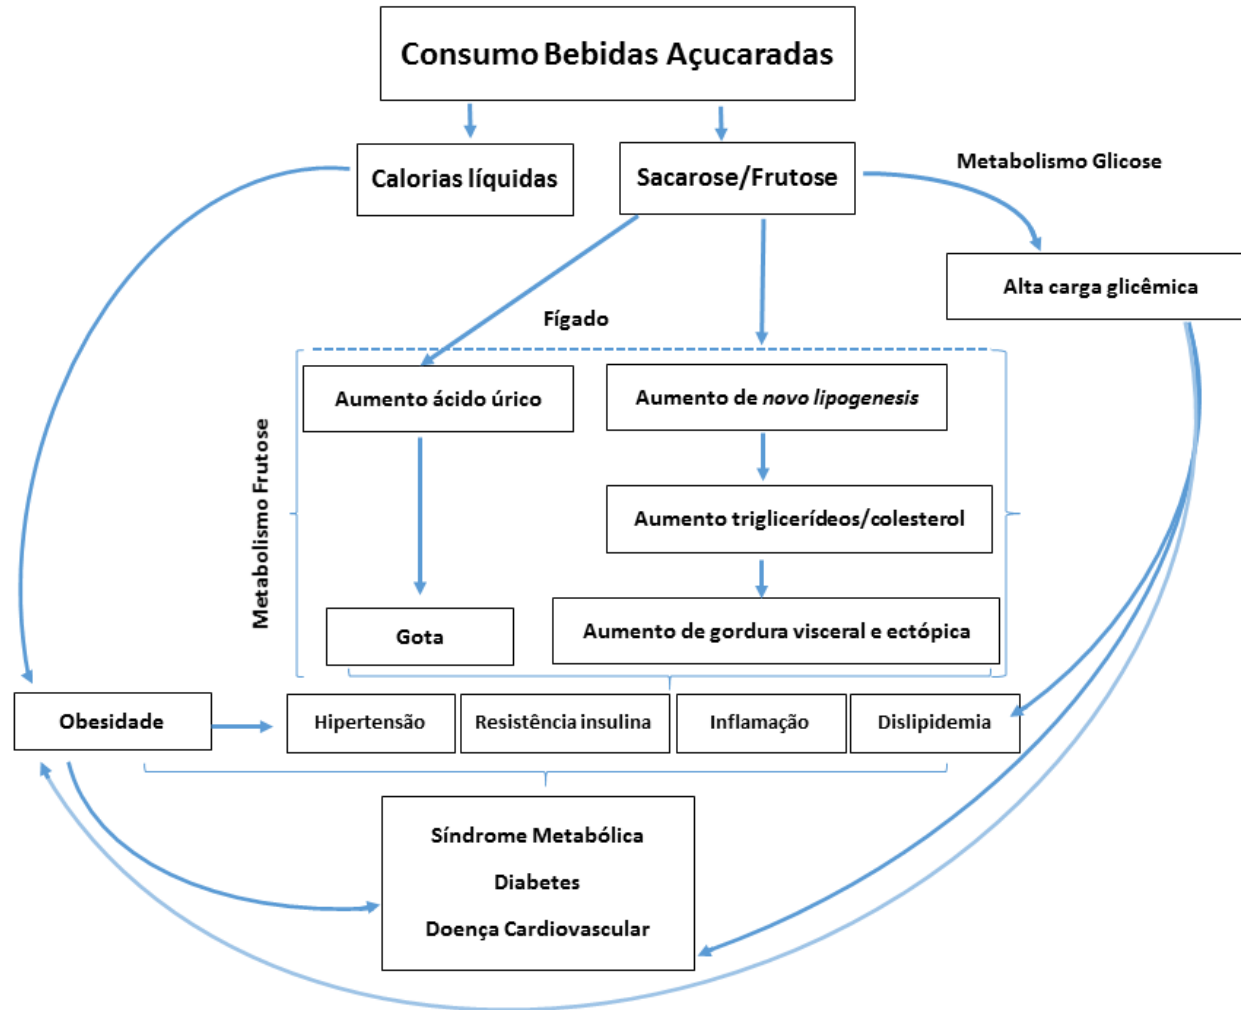 Consumo Bebidas Açucaradas
Calorias líquidas
Sacarose/Frutose
Metabolismo Glicose
Alta carga glicêmica
Fígado
Metabolismo Frutose
Aumento ácido úrico
Aumento de novo lipogenesis
Aumento triglicerídeos/colesterol
Gota
Aumento de gordura visceral e ectópica
Obesidade
Hipertensão
Resistência insulina
Inflamação
Dislipidemia
Síndrome Metabólica
Diabetes
Doença Cardiovascular